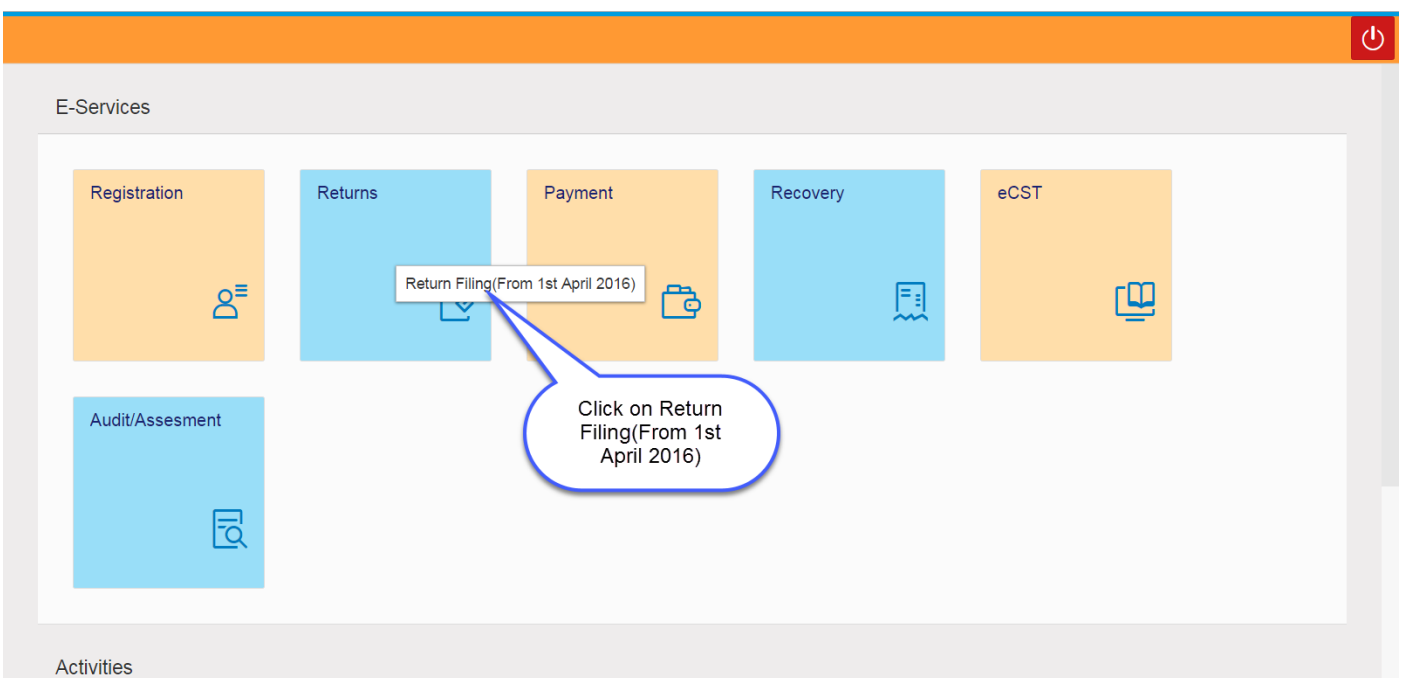 E-Services
Registration
Returns
Payment
Recovery
eCST
Return Filing(From 1st April 2016)
Click on Return
Filing(From 1st
April 2016)
Audit/Assesment
Activities